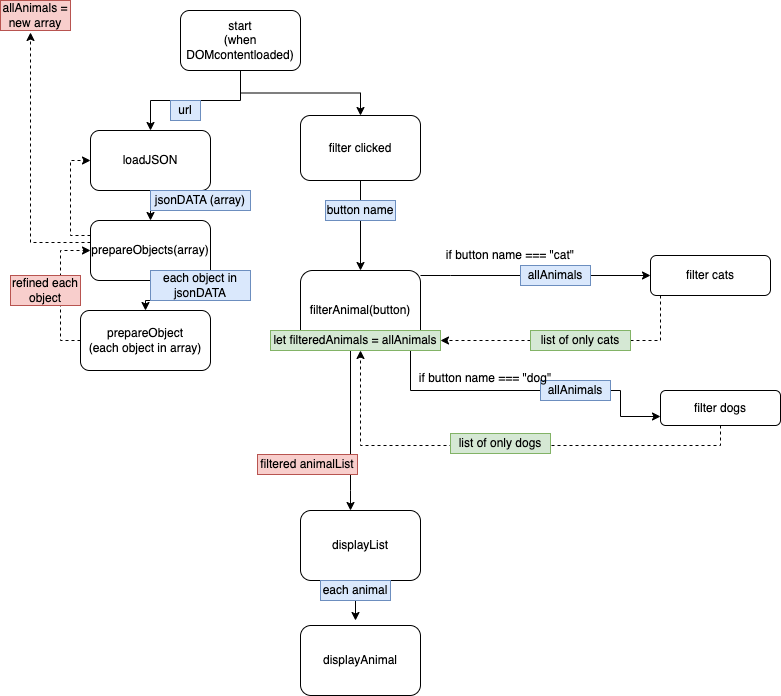 allAnimals =
new array
start
(when
DOMcontentloaded)
url
loadJSON
filter clicked
jsonDATA (array)
button name
prepareObjects(array)
if button name === "cat"
allAnimals
filter cats
each object in
jsonDATA
refined each
object
filterAnimal(button)
prepareObject
(each object in array)
let filteredAnimals = allAnimals
list of only cats
if button name === "dog"
allAnimals
filter dogs
list of only dogs
filtered animalList
displayList
each animal
displayAnimal